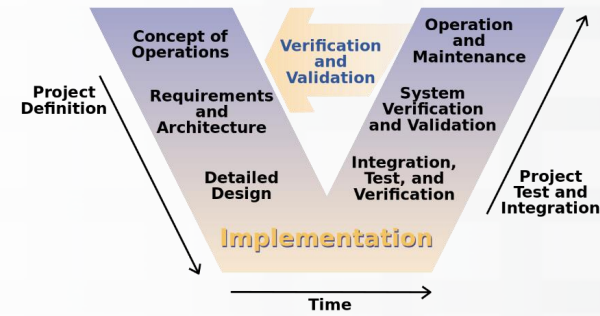 Concept of
Operations
Verification
and
Validation
Operation
and
Maintenance
Project
Definition
Requirements
and
Architecture
System
Verification
and Validation
Detailed
Design
Integration,
Test, and
Verification
Project
Test and
Integration
Implementation
Time